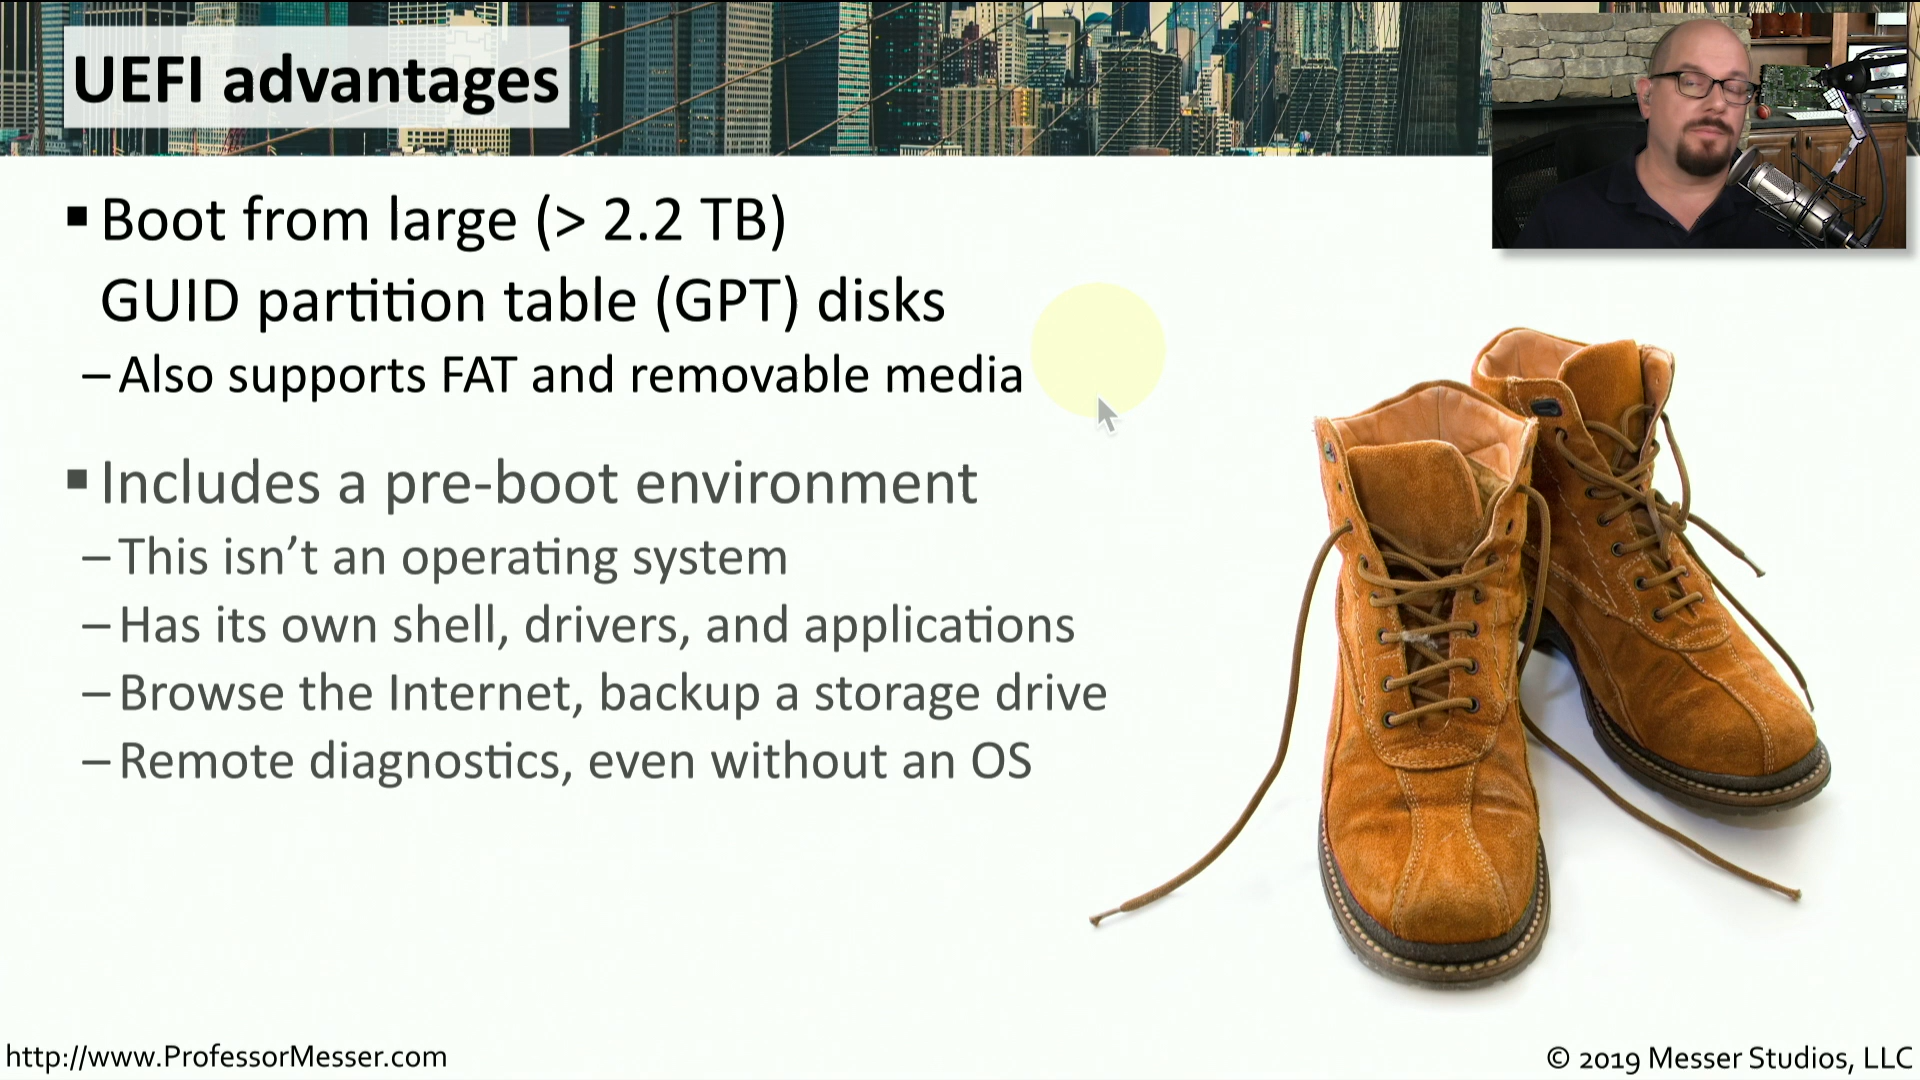 UEFI advantages
▪ Boot from large (> 2.2 TB)
GUID partition table (GPT) disks
– Also supports FAT and removable media
▪ Includes a pre-boot environment
– This isn’t an operating system
– Has its own shell, drivers, and applications
– Browse the Internet, backup a storage drive
– Remote diagnostics, even without an OS
http://www.ProfessorMesser.com
© 2019 Messer Studios, LLC